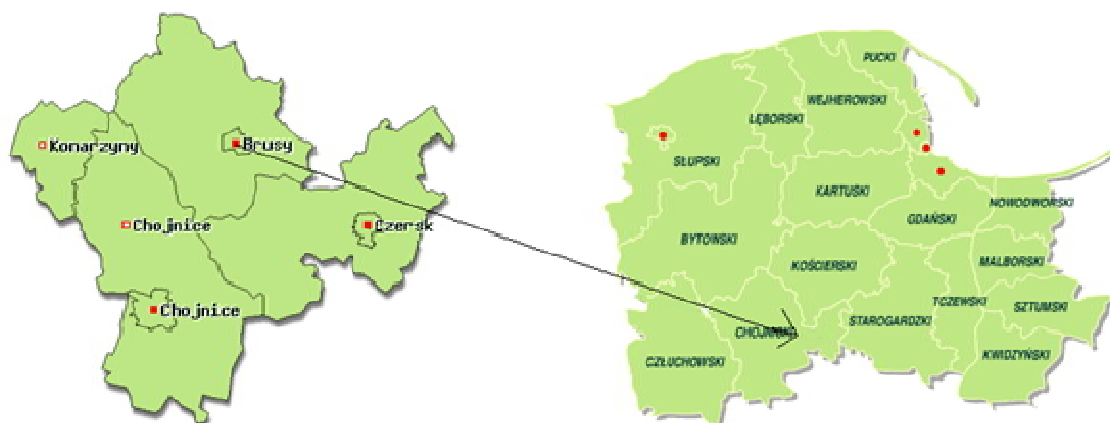 Konarzyny
Brusy
Chojnice
Czersk
Chojnice
PUCKI
WEJHEROWSKI
LĘBORSKI
SŁUPSKI
KARTUSKI
NOWODWORSKI
GDAŃSKI
BYTOWSKI
KOŚCIERSKI
MALBORSKI
TCZEWSKI
SZTUMSKI
STAROGARDZKI
CHOJNICKI
KWIDZYŃSKI
CZŁUCHOWSKI